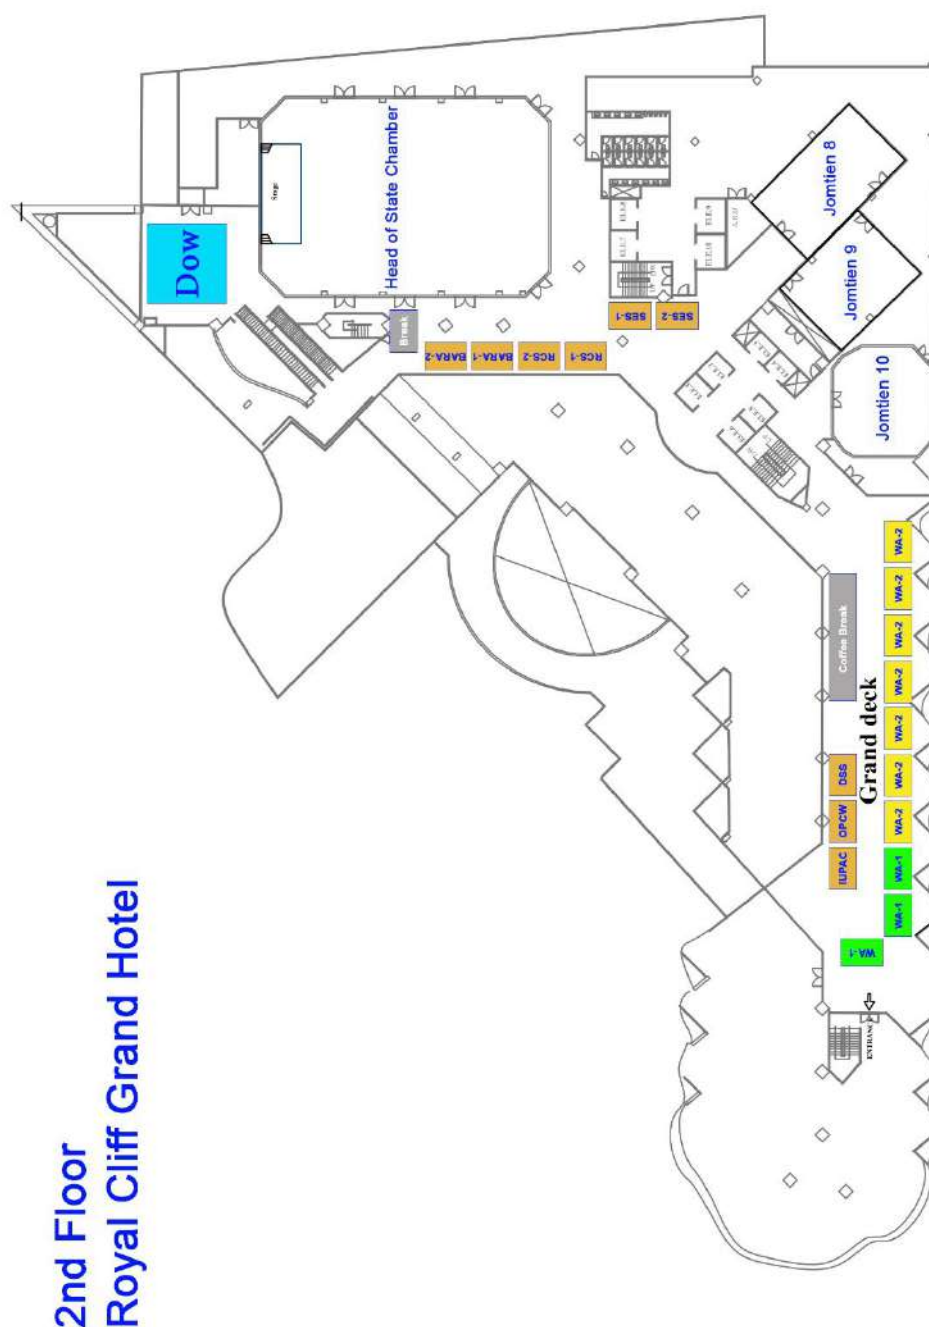 2nd Floor
Royal Cliff Grand Hotel
Dow
Stage
Head of State Chamber
Break
BARA-2
BARA-1
RCS-2
RCS-1
SES-1
SES-2
Jomtien 8
Jomtien 9
Jomtien 10
Coffee Break
Grand deck
DSS
OPCW
IUPAC
WA-2
WA-2
WA-2
WA-2
WA-2
WA-2
WA-2
WA-1
WA-1
WA-1
ENTRANCE